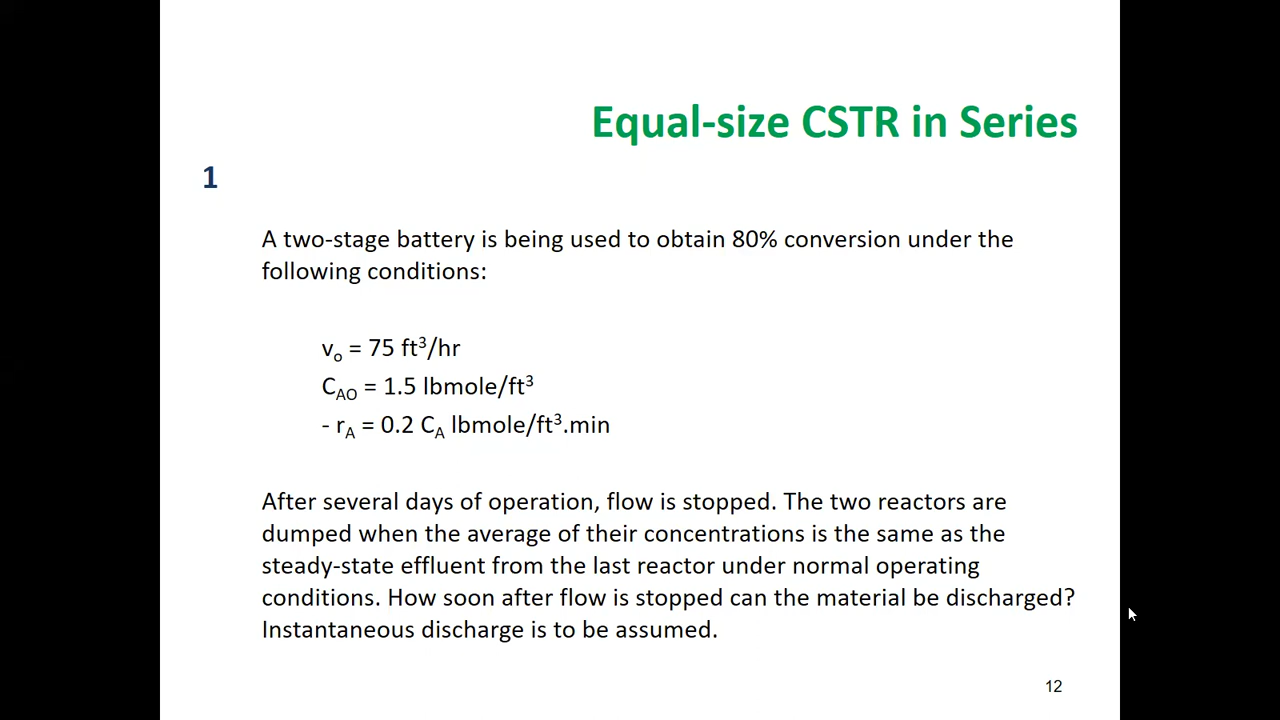 Equal-size CSTR in Series
1
A two-stage battery is being used to obtain 80% conversion under the
following conditions:
vₒ = 75 ft³/hr
C_AO = 1.5 lbmole/ft³
- r_A = 0.2 C_A lbmole/ft³.min
After several days of operation, flow is stopped. The two reactors are
dumped when the average of their concentrations is the same as the
steady-state effluent from the last reactor under normal operating
conditions. How soon after flow is stopped can the material be discharged?
Instantaneous discharge is to be assumed.
12